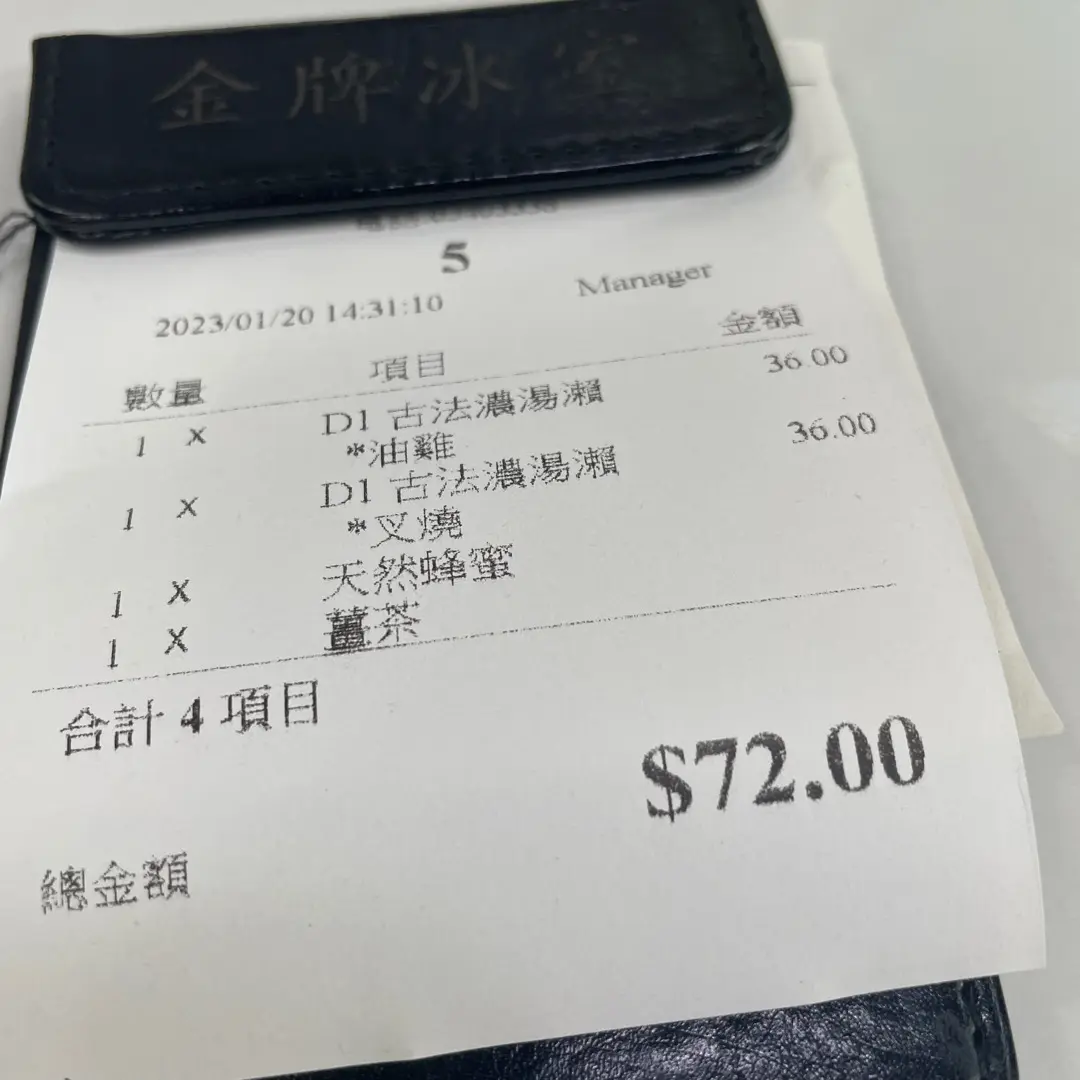 金牌冰室
5
2023/01/20 14:31:10 Manager
數量 項目 金額
1 X D1 古法濃湯瀨 36.00
*油雞
1 X D1 古法濃湯瀨 36.00
*叉燒
1 X 天然蜂蜜
1 X 薑茶
合計 4 項目
$72.00
總金額